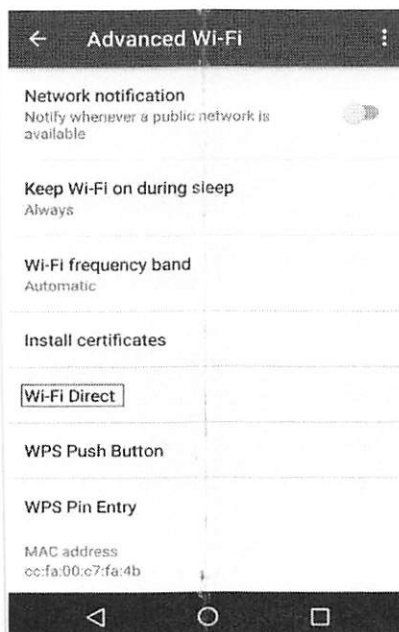 Advanced Wi-Fi
Network notification
Notify whenever a public network is
available
Keep Wi-Fi on during sleep
Always
Wi-Fi frequency band
Automatic
Install certificates
Wi-Fi Direct
WPS Push Button
WPS Pin Entry
MAC address
cc:fa:00:c7:fa:4b